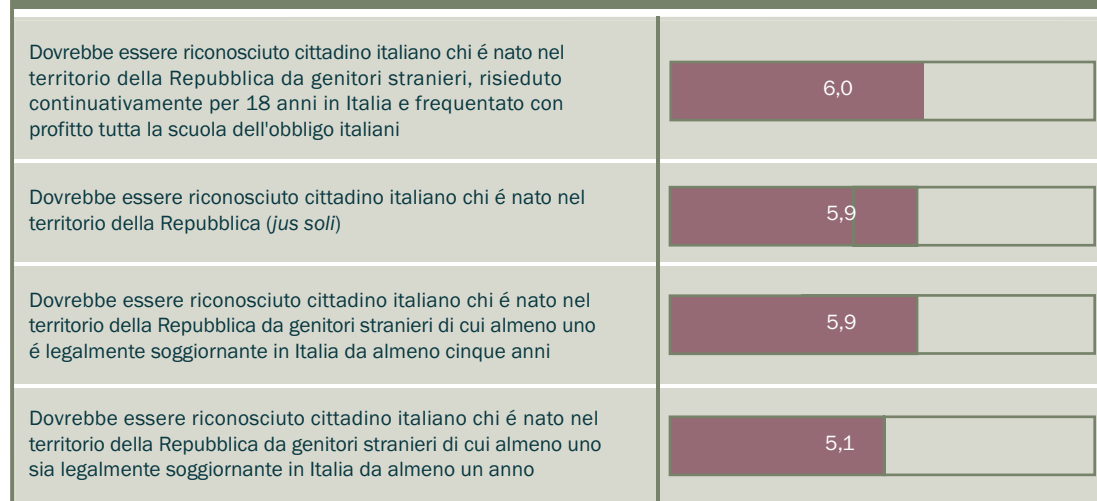 Dovrebbe essere riconosciuto cittadino italiano chi é nato nel
territorio della Repubblica da genitori stranieri, risieduto
continuativamente per 18 anni in Italia e frequentato con
profitto tutta la scuola dell'obbligo italiani
6,0
Dovrebbe essere riconosciuto cittadino italiano chi é nato nel
territorio della Repubblica (jus soli)
5,9
Dovrebbe essere riconosciuto cittadino italiano chi é nato nel
territorio della Repubblica da genitori stranieri di cui almeno uno
é legalmente soggiornante in Italia da almeno cinque anni
5,9
Dovrebbe essere riconosciuto cittadino italiano chi é nato nel
territorio della Repubblica da genitori stranieri di cui almeno uno
sia legalmente soggiornante in Italia da almeno un anno
5,1